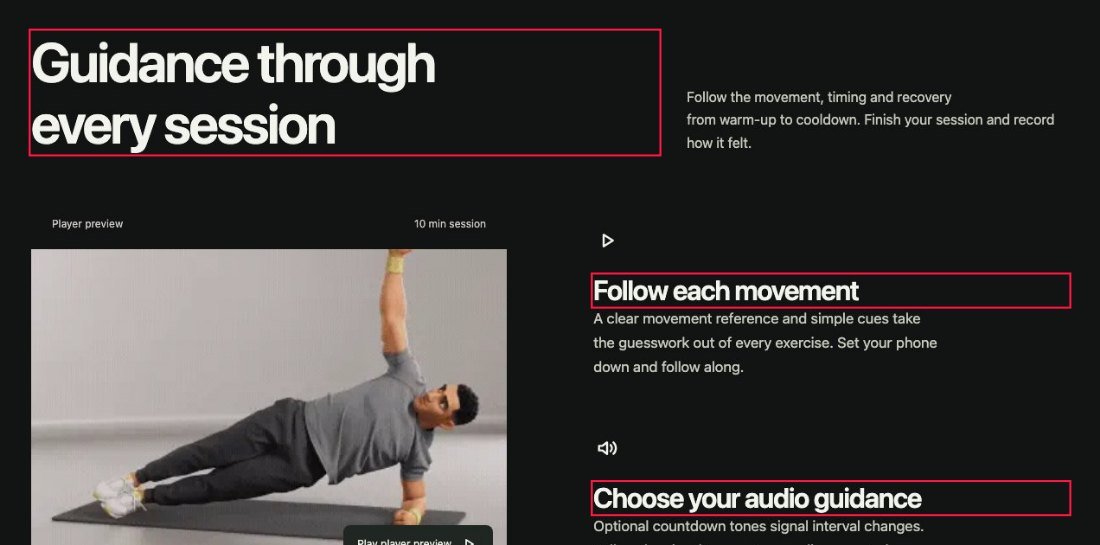 Guidance through
every session
Follow the movement, timing and recovery
from warm-up to cooldown. Finish your session and record
how it felt.
Player preview
10 min session
Follow each movement
A clear movement reference and simple cues take
the guesswork out of every exercise. Set your phone
down and follow along.
Choose your audio guidance
Optional countdown tones signal interval changes.
Play player preview